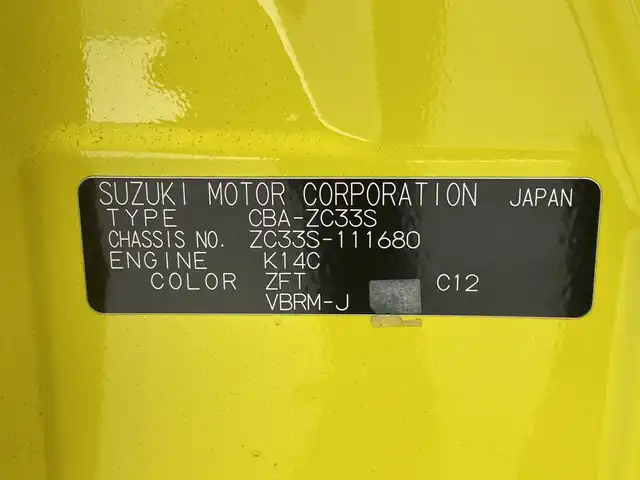 SUZUKI MOTOR CORPORATION JAPAN
TYPE CBA-ZC33S
CHASSIS NO. ZC33S-111680
ENGINE K14C
COLOR ZFT C12
VBRM-J